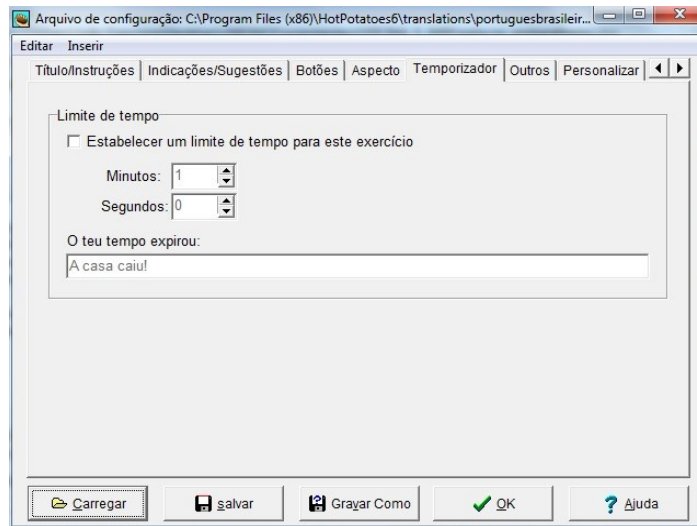 Arquivo de configuração: C:\Program Files (x86)\HotPotatoes6\translations\portuguesbrasileir...
Editar Inserir
Título/Instruções Indicações/Sugestões Botões Aspecto Temporizador Outros Personalizar
Limite de tempo
Estabelecer um limite de tempo para este exercício
Minutos: 1
Segundos: 0
O teu tempo expirou:
A casa caiu!
Carregar salvar Gravar Como OK Ajuda